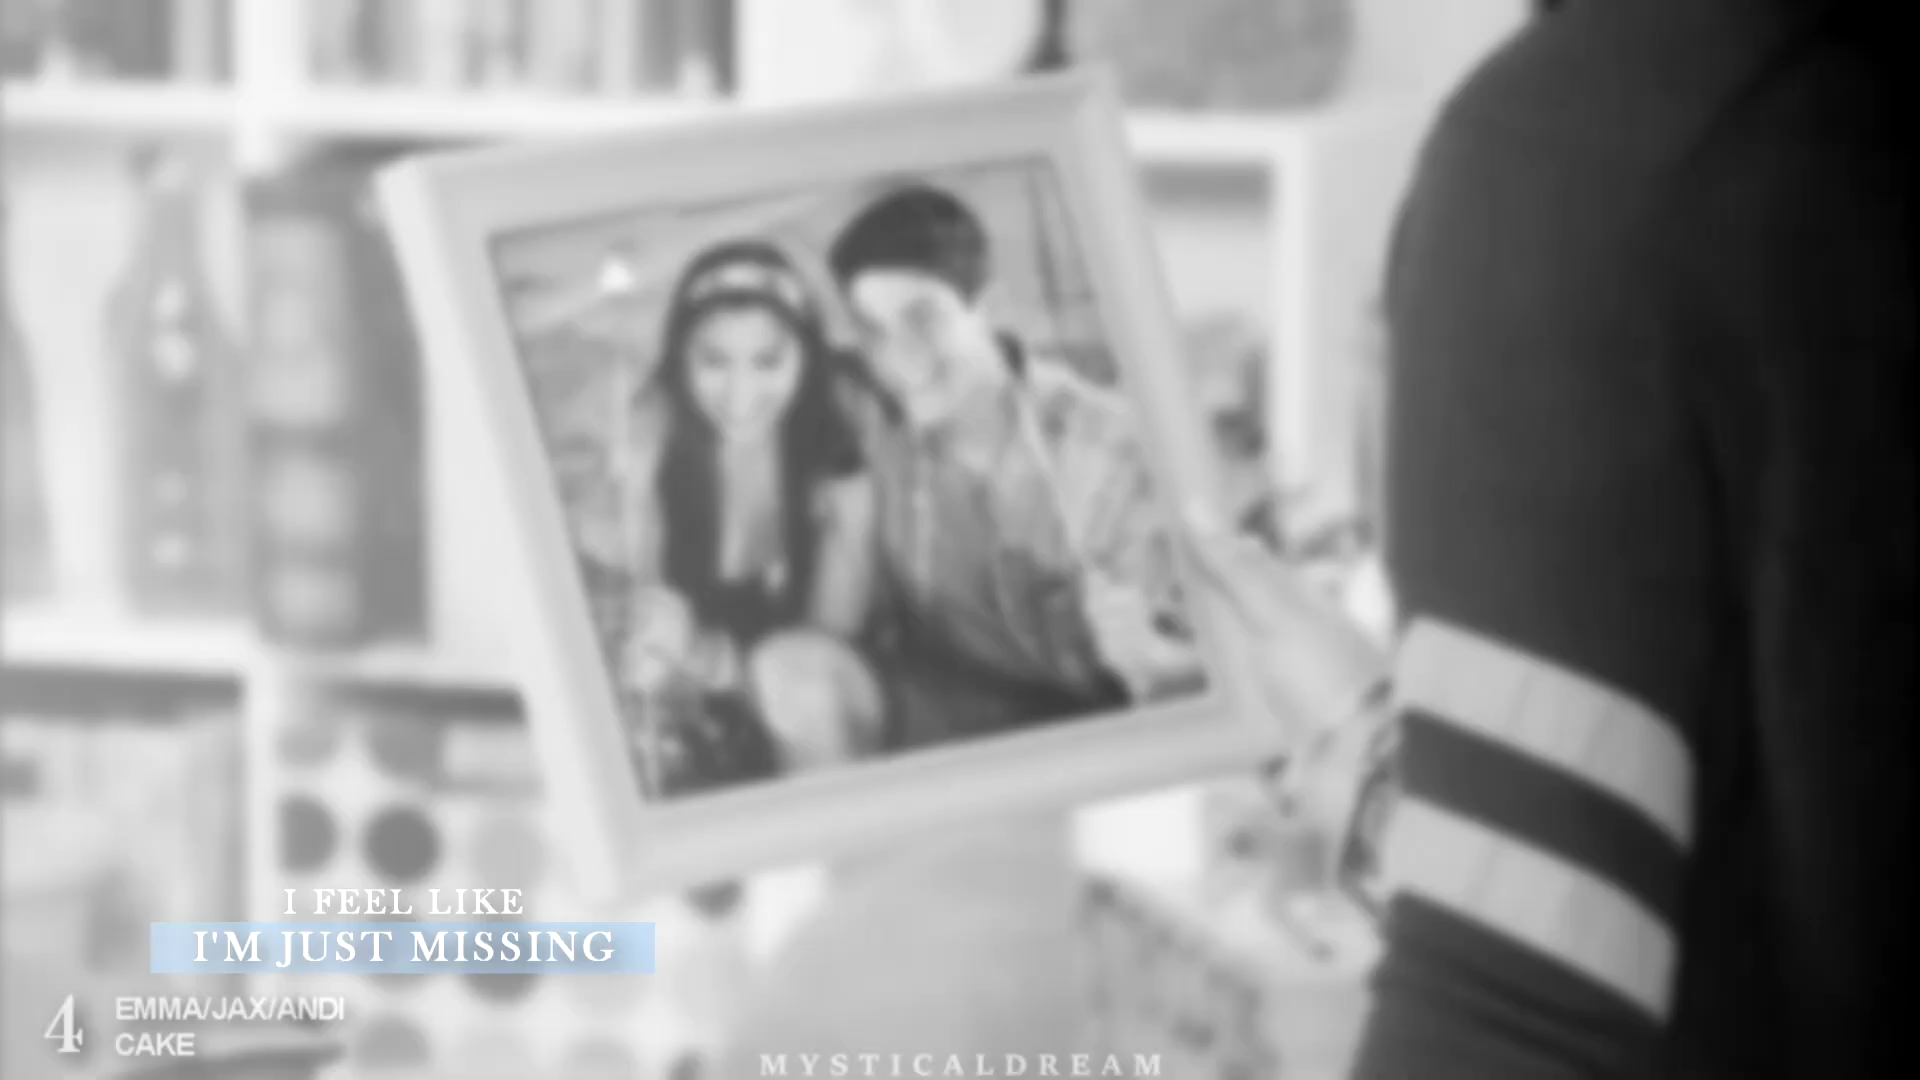 I FEEL LIKE
I'M JUST MISSING
4
EMMA/JAX/ANDI
CAKE
MYSTICALDREAM